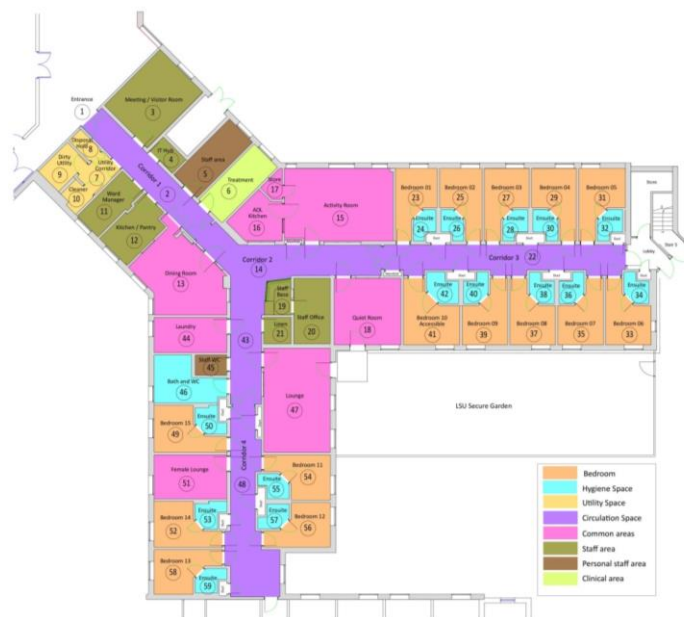 Entrance
1
Meeting / Visitor Room
3
Disposal Hold
8
Dirty Utility
9
Utility Corridor
7
Cleaner
10
Corridor 1
2
IT Hub
4
Staff area
5
Treatment
6
Ward Manager
11
Kitchen / Pantry
12
Dining Room
13
Store
17
ADL Kitchen
16
Activity Room
15
Corridor 2
14
Bedroom 01
23
Ensuite
24
Bedroom 02
25
Ensuite
26
Bedroom 03
27
Ensuite
28
Bedroom 04
29
Ensuite
30
Bedroom 05
31
Ensuite
32
Store
Lobby
Stair 3
Corridor 3
22
Staff Base
19
Staff Office
20
21
Quiet Room
18
Ensuite
42
Ensuite
40
Ensuite
38
Ensuite
36
Ensuite
34
Bedroom 10
Accessible
41
Bedroom 09
39
Bedroom 08
37
Bedroom 07
35
Bedroom 06
33
LSU Secure Garden
Laundry
44
43
Staff WC
45
Bath and WC
46
Lounge
47
Bedroom 15
49
Ensuite
50
Corridor 4
48
Female Lounge
51
Bedroom 11
54
Ensuite
55
Bedroom 14
52
Ensuite
53
Ensuite
57
Bedroom 12
56
Bedroom 13
58
Ensuite
59
Bedroom
Hygiene Space
Utility Space
Circulation Space
Common areas
Staff area
Personal staff area
Clinical area